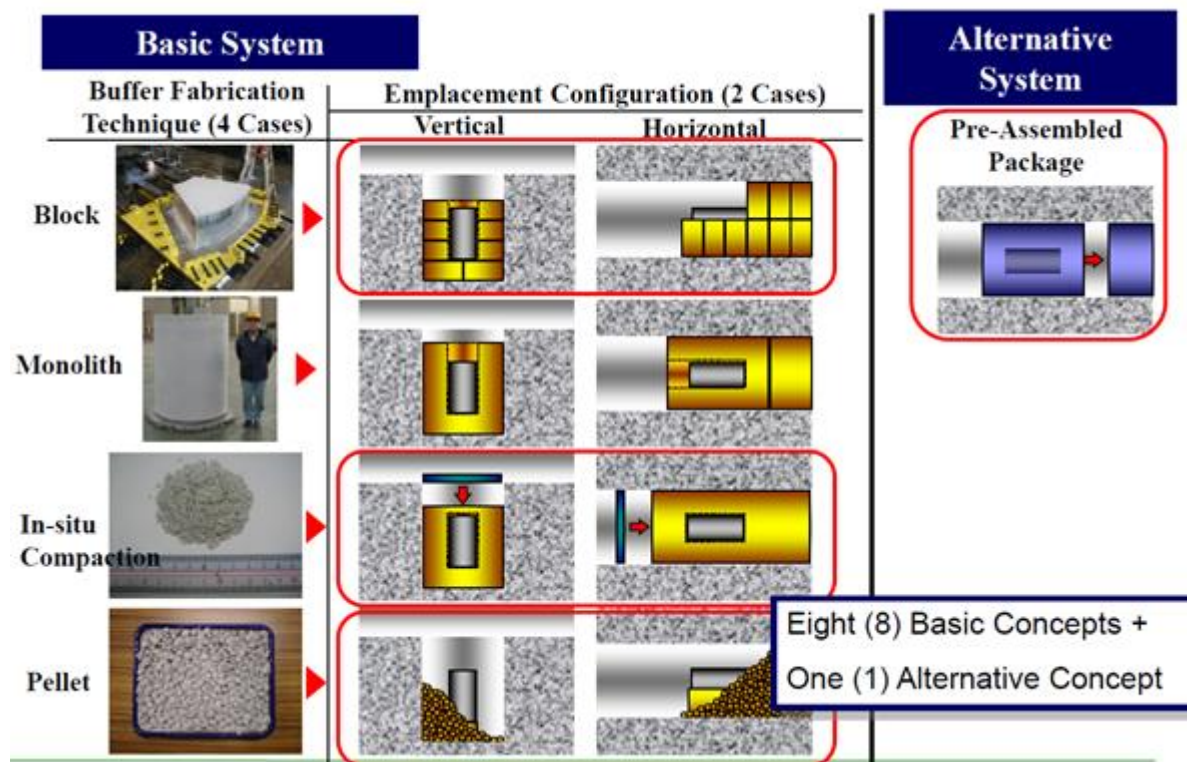 Basic System
Alternative
System
Buffer Fabrication
Technique (4 Cases)
Emplacement Configuration (2 Cases)
Vertical
Horizontal
Pre-Assembled
Package
Block
Monolith
In-situ
Compaction
Pellet
Eight (8) Basic Concepts +
One (1) Alternative Concept